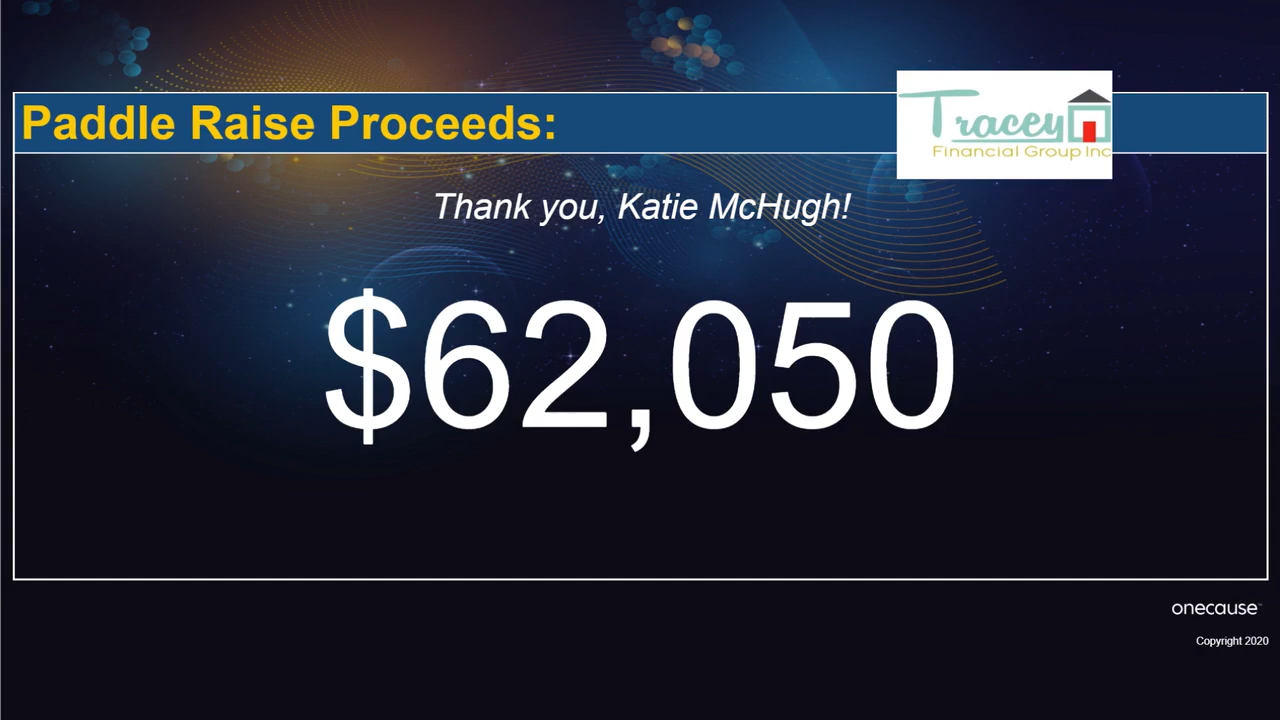 Paddle Raise Proceeds:
Tracey
Financial Group Inc
Thank you, Katie McHugh!
$62,050
onecause
Copyright 2020